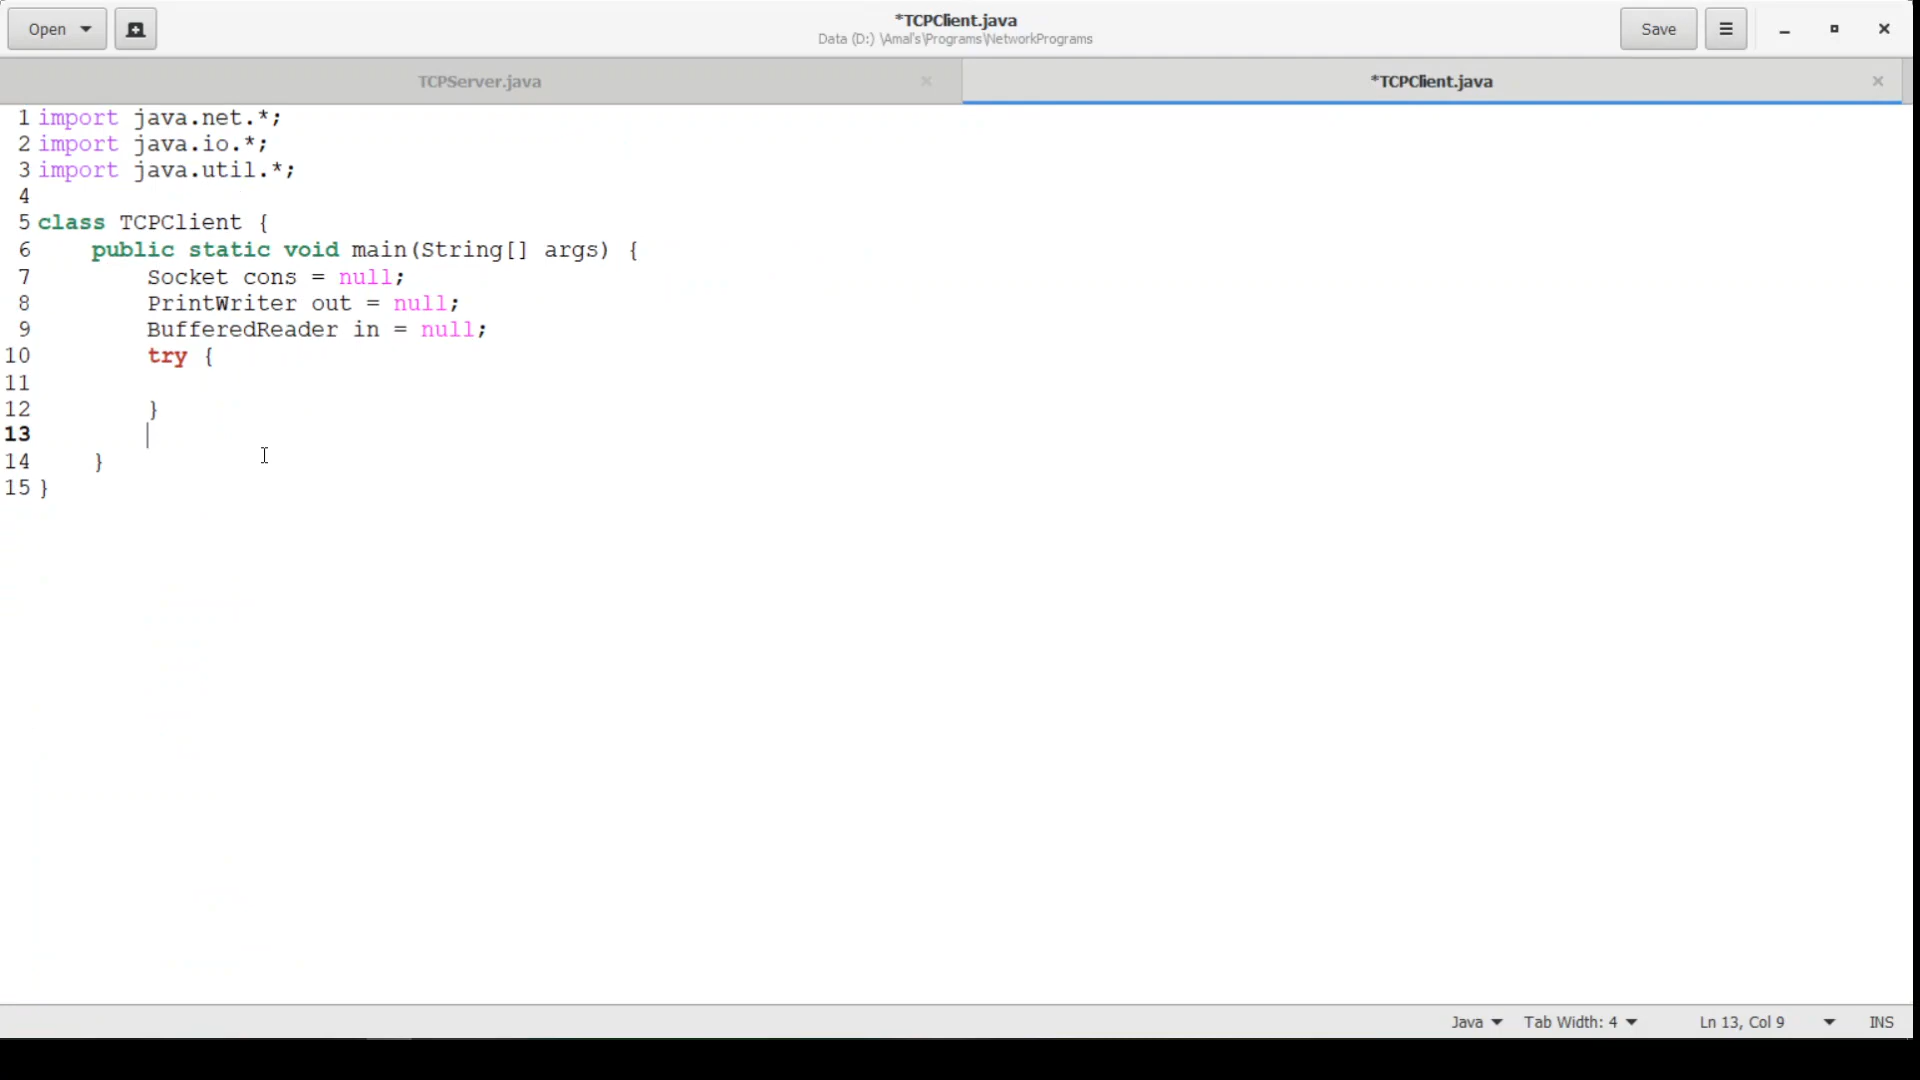 Open
*TCPClient.java
Data (D:) \Amal's\Programs\NetworkPrograms
Save
TCPServer.java
*TCPClient.java
1 import java.net.*;
2 import java.io.*;
3 import java.util.*;
4
5 class TCPClient {
6     public static void main(String[] args) {
7         Socket cons = null;
8         PrintWriter out = null;
9         BufferedReader in = null;
10         try {
11
12         }
13
14     }
15 }
Java Tab Width: 4 Ln 13, Col 9 INS